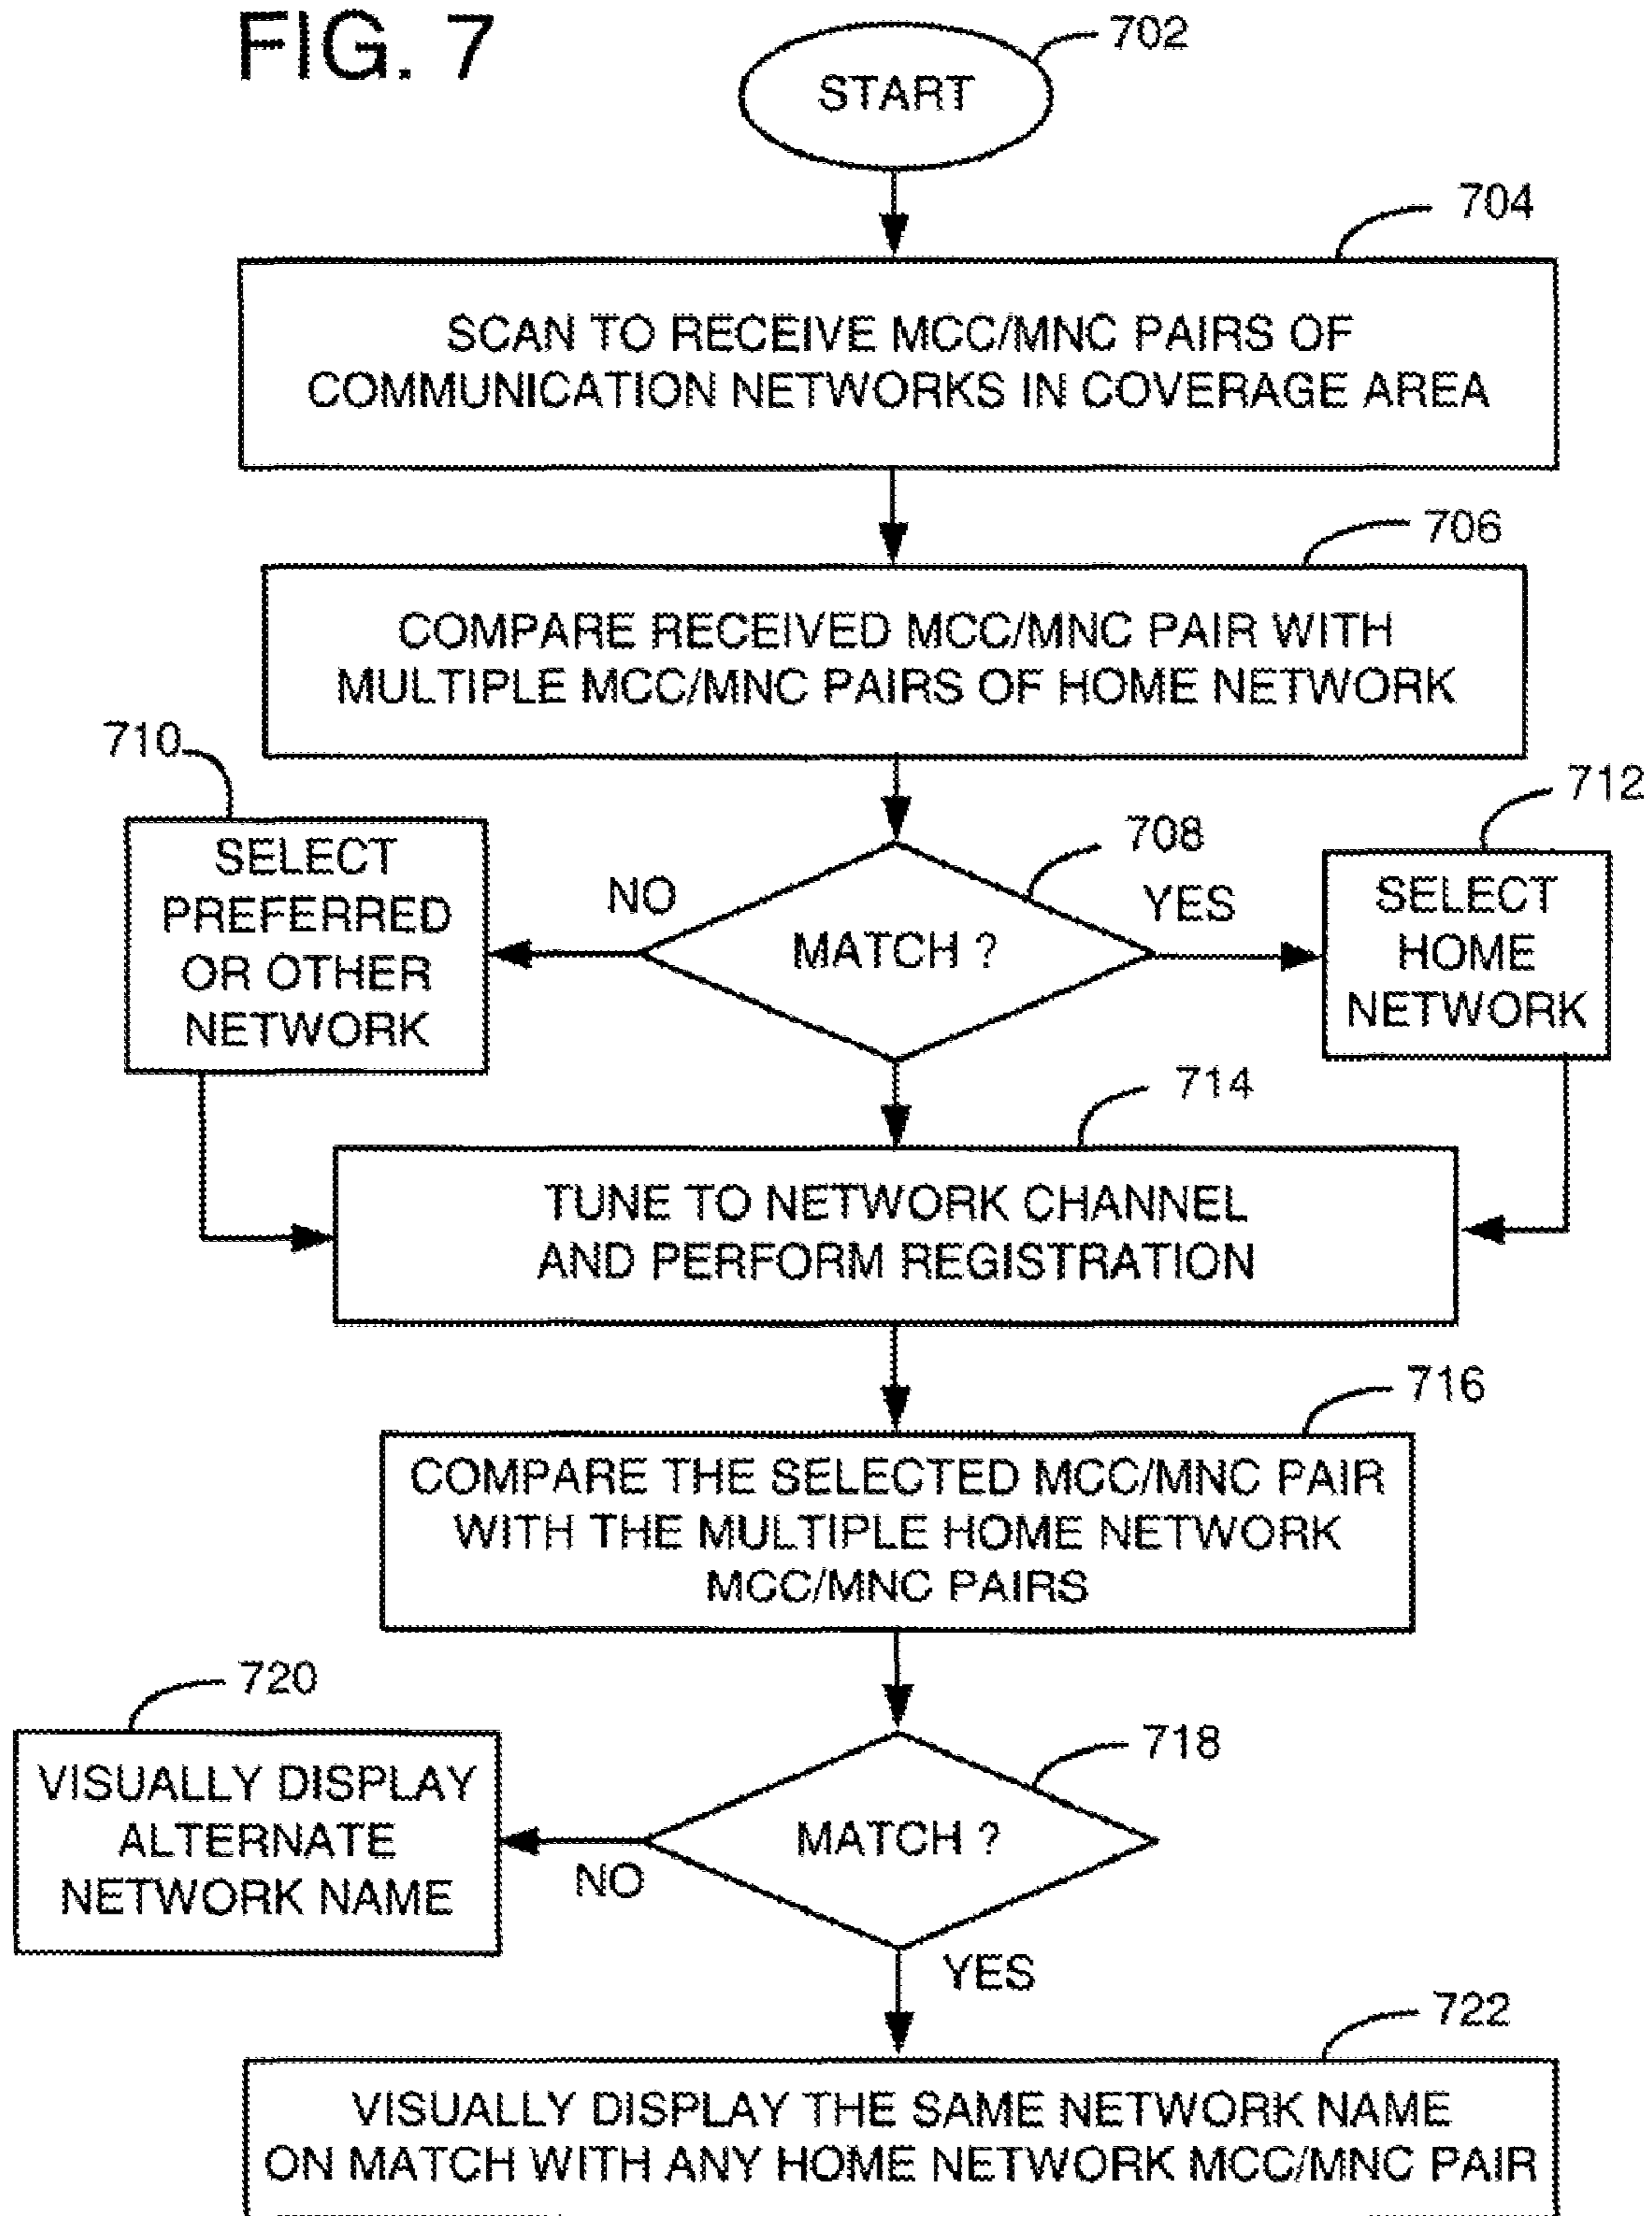 FIG. 7
702
START
704
SCAN TO RECEIVE MCC/MNC PAIRS OF
COMMUNICATION NETWORKS IN COVERAGE AREA
706
COMPARE RECEIVED MCC/MNC PAIR WITH
MULTIPLE MCC/MNC PAIRS OF HOME NETWORK
710
SELECT
PREFERRED
OR OTHER
NETWORK
NO
708
MATCH ?
YES
712
SELECT
HOME
NETWORK
714
TUNE TO NETWORK CHANNEL
AND PERFORM REGISTRATION
716
COMPARE THE SELECTED MCC/MNC PAIR
WITH THE MULTIPLE HOME NETWORK
MCC/MNC PAIRS
720
VISUALLY DISPLAY
ALTERNATE
NETWORK NAME
NO
718
MATCH ?
YES
722
VISUALLY DISPLAY THE SAME NETWORK NAME
ON MATCH WITH ANY HOME NETWORK MCC/MNC PAIR